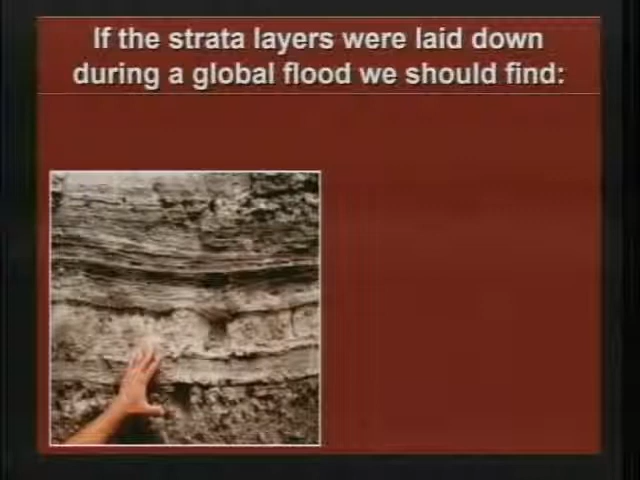 If the strata layers were laid down
during a global flood we should find: